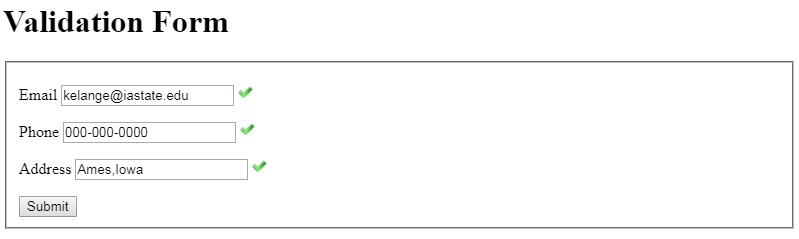 Validation Form
Email kelange@iastate.edu
Phone 000-000-0000
Address Ames,Iowa
Submit